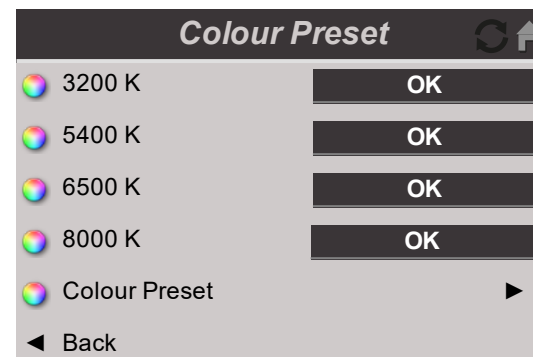 Colour Preset
3200 K OK
5400 K OK
6500 K OK
8000 K OK
Colour Preset ►
◄ Back